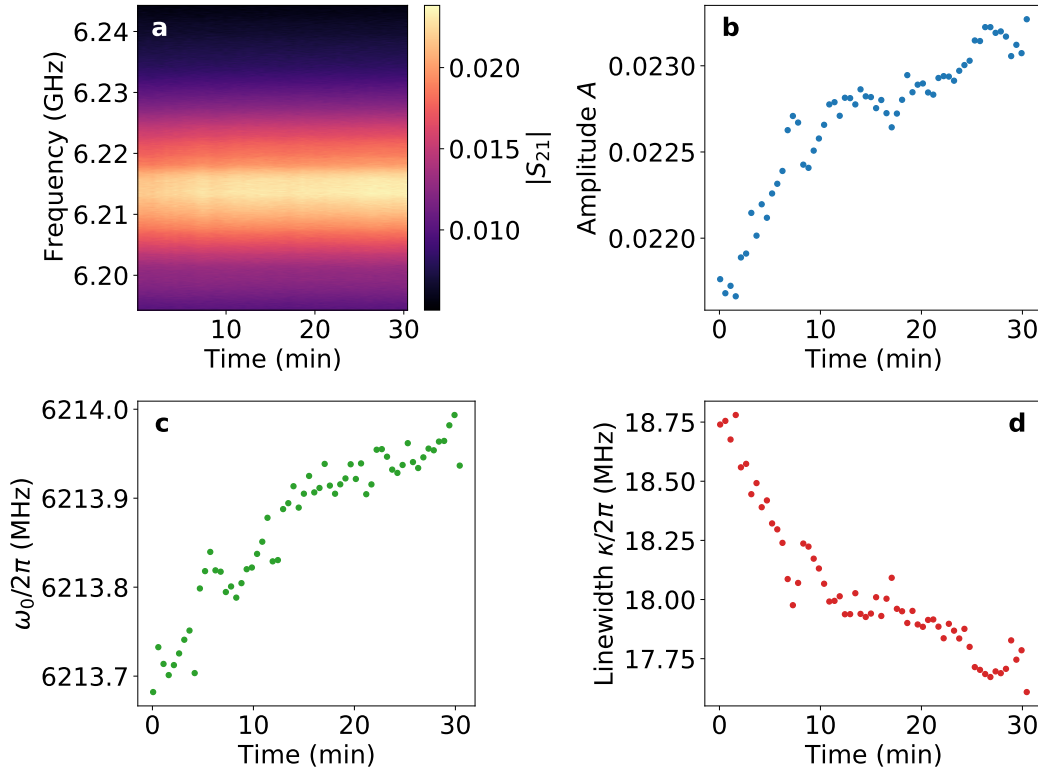 a
6.24
6.23
6.22
6.21
6.20
Frequency (GHz)
10
20
30
Time (min)
0.020
0.015
0.010
|S₂₁|
b
0.0230
0.0225
0.0220
Amplitude A
0
10
20
30
Time (min)
c
6214.0
6213.9
6213.8
6213.7
ω₀/2π (MHz)
0
10
20
30
Time (min)
d
18.75
18.50
18.25
18.00
17.75
Linewidth κ/2π (MHz)
0
10
20
30
Time (min)